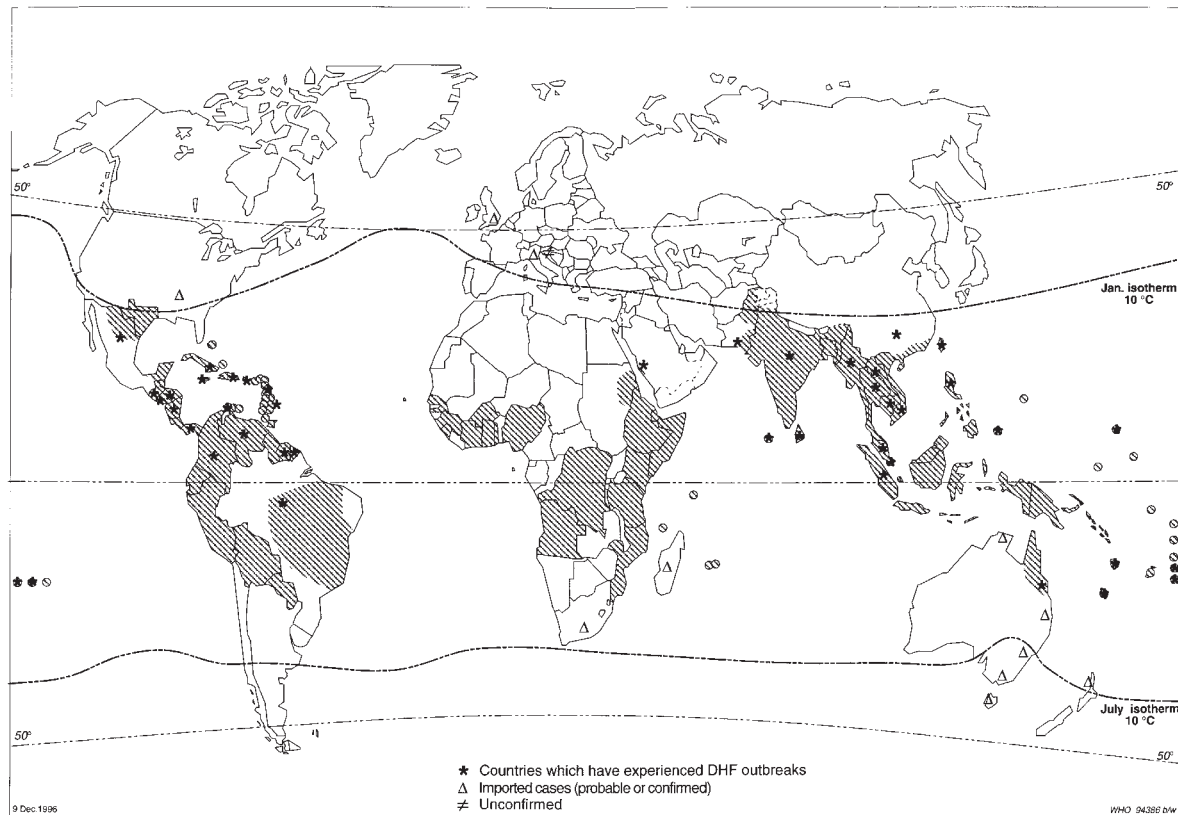 50°
50°
Jan. isotherm
10 °C
July isotherm
10 °C
50°
50°
* Countries which have experienced DHF outbreaks
Δ Imported cases (probable or confirmed)
≠ Unconfirmed
9 Dec.1996
WHO 94386 b/w